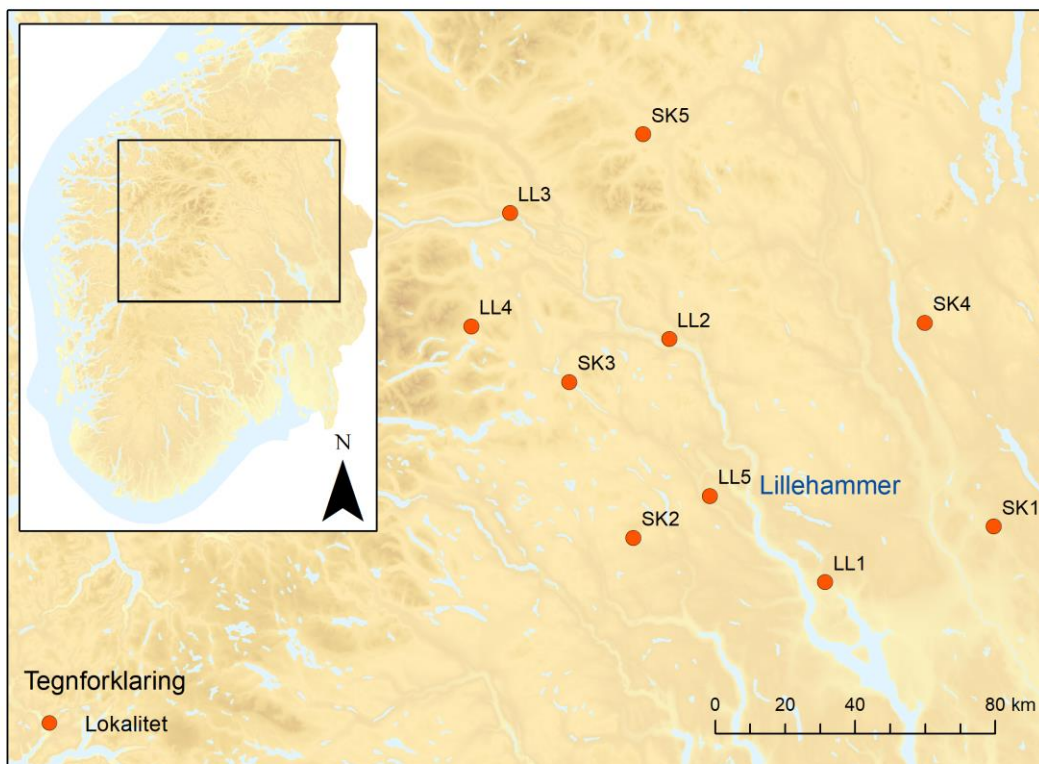 SK5
LL3
LL4
LL2
SK4
SK3
N
LL5
Lillehammer
SK2
SK1
LL1
Tegnforklaring
Lokalitet
0 20 40 80 km